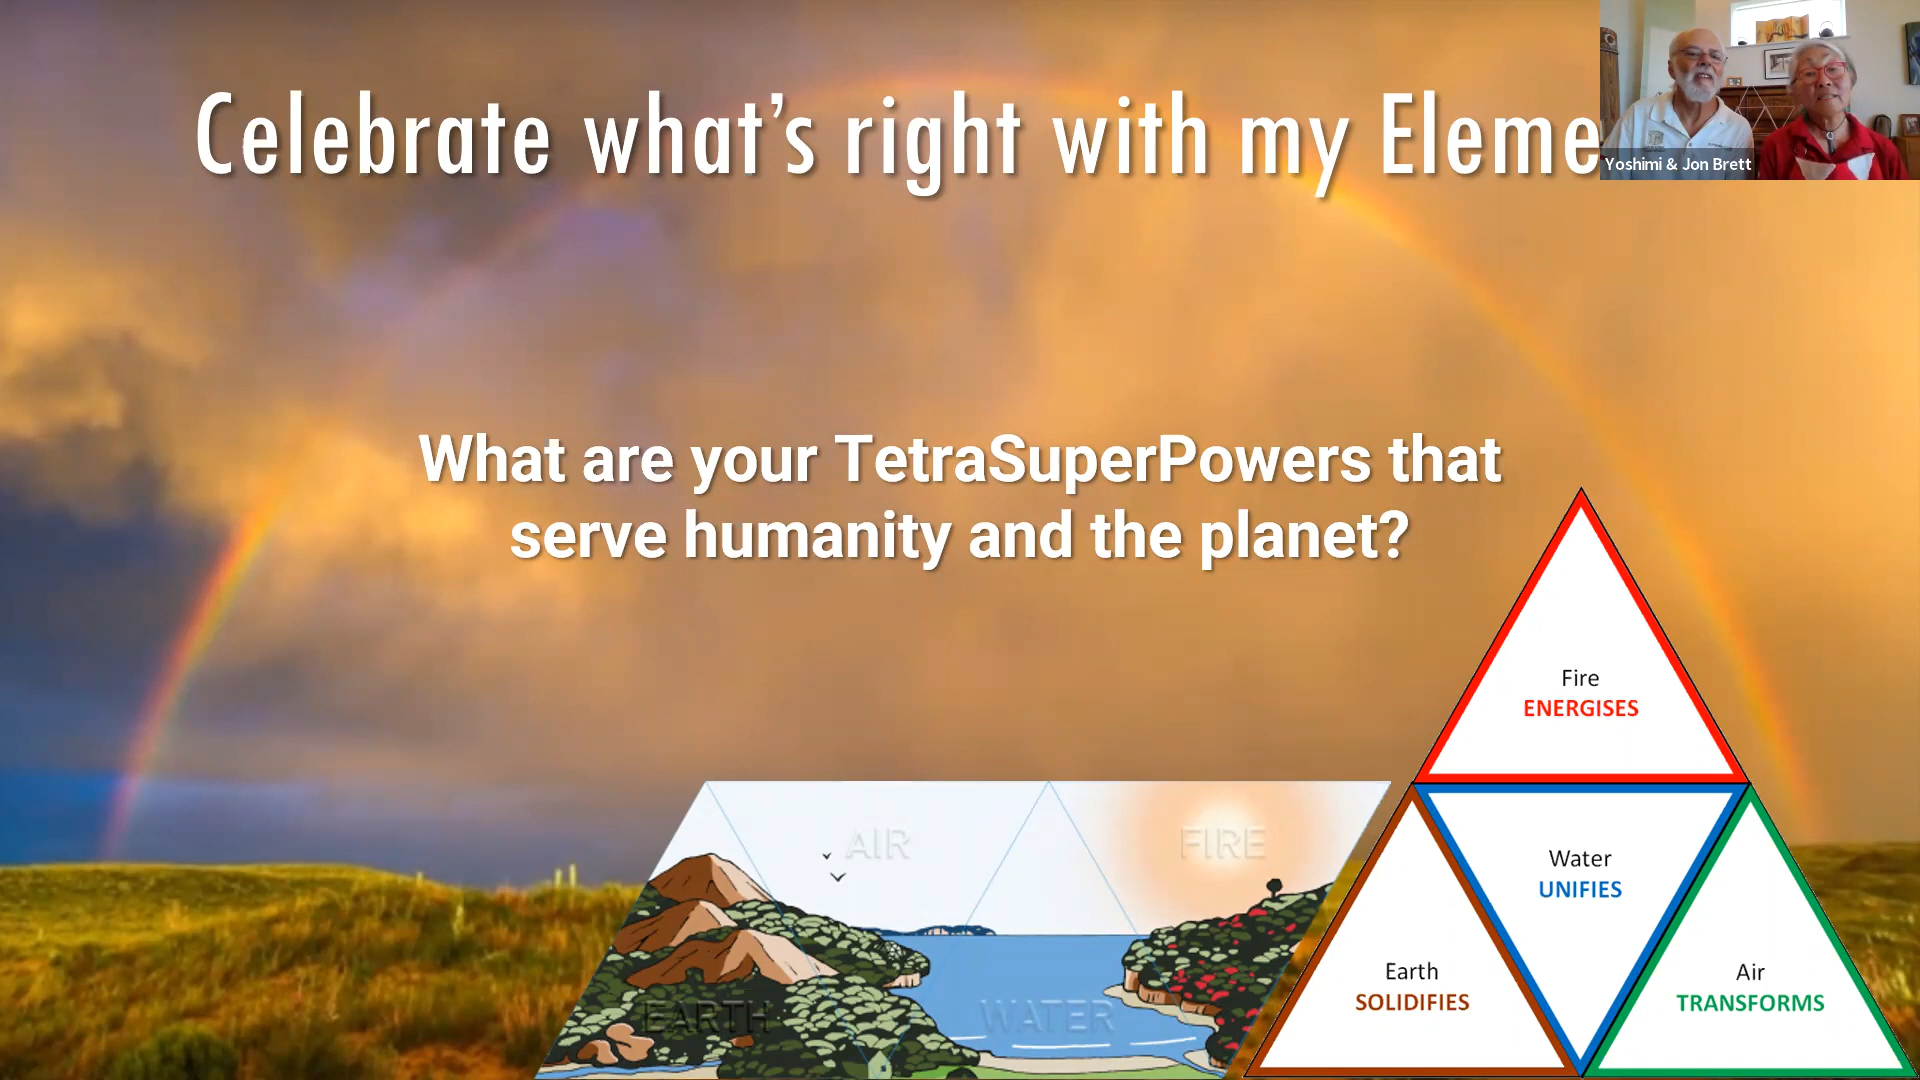 Celebrate what's right with my Eleme
Yoshimi & Jon Brett
What are your TetraSuperPowers that
serve humanity and the planet?
Fire
ENERGISES
AIR
FIRE
Water
UNIFIES
Earth
SOLIDIFIES
Air
TRANSFORMS
EARTH
WATER